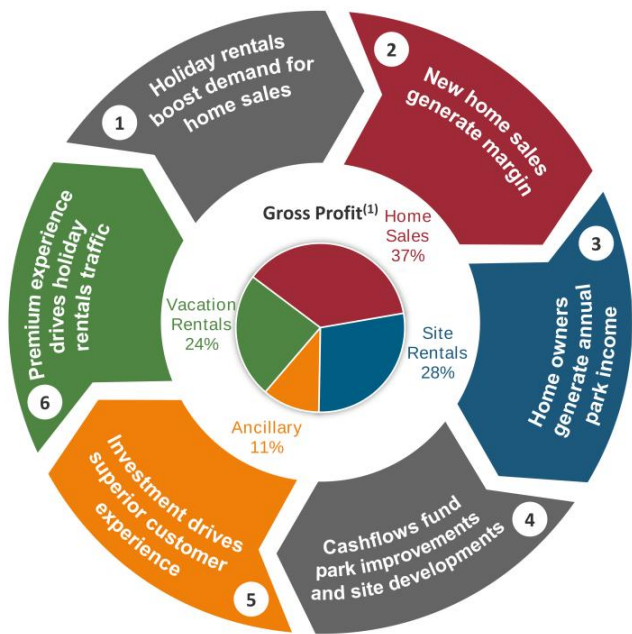 1
Holiday rentals
boost demand for
home sales
2
New home sales
generate margin
3
Home owners
generate annual
park income
4
Cashflows fund
park improvements
and site developments
5
Investment drives
superior customer
experience
6
Premium experience
drives holiday
rentals traffic
Gross Profit(1)
Home
Sales
37%
Site
Rentals
28%
Ancillary
11%
Vacation
Rentals
24%